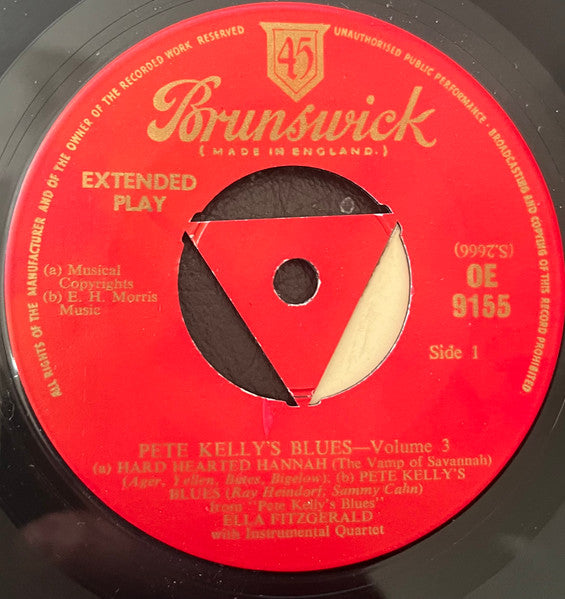 ALL RIGHTS OF THE MANUFACTURER AND OF THE OWNER OF THE RECORDED WORK RESERVED
UNAUTHORISED PUBLIC PERFORMANCE · BROADCASTING AND COPYING OF THIS RECORD PROHIBITED
45
Brunswick
( MADE IN ENGLAND. )
EXTENDED
PLAY
(a) Musical
Copyrights
(b) E. H. Morris
Music
(S.2666)
OE
9155
Side 1
PETE KELLY'S BLUES—Volume 3
(a) HARD HEARTED HANNAH (The Vamp of Savannah)
(Ager, Yellen, Bates, Bigelow); (b) PETE KELLY'S
BLUES (Ray Heindorf, Sammy Cahn)
from "Pete Kelly's Blues"
ELLA FITZGERALD
with Instrumental Quartet